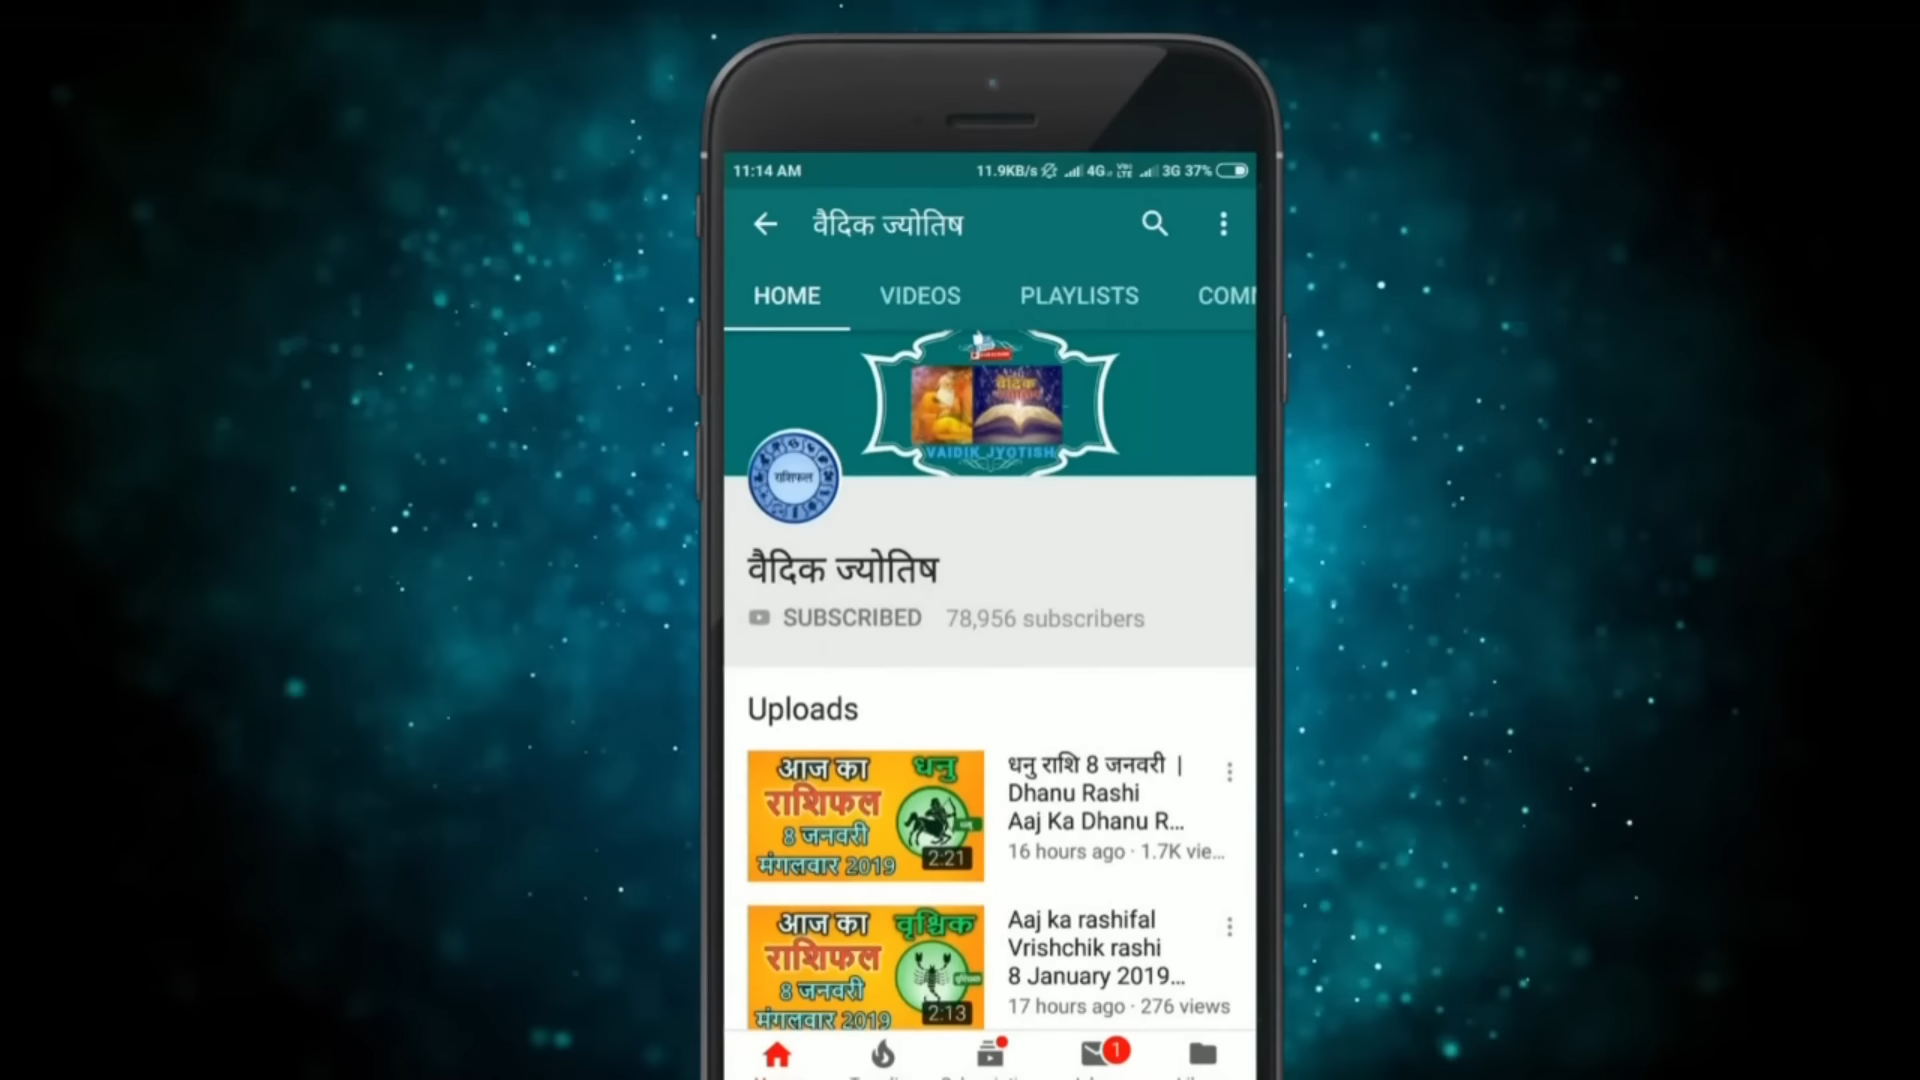 11:14 AM 11.9KB/s 4G VoLTE 3G 37%
वैदिक ज्योतिष
HOME VIDEOS PLAYLISTS COMM
वैदिक
VAIDIK JYOTISH
राशिफल
वैदिक ज्योतिष
SUBSCRIBED 78,956 subscribers
Uploads
आज का धनु
राशिफल
8 जनवरी
मंगलवार 2019
2:21
धनु राशि 8 जनवरी |
Dhanu Rashi
Aaj Ka Dhanu R...
16 hours ago · 1.7K vie...
आज का वृश्चिक
राशिफल
8 जनवरी
मंगलवार 2019
2:13
Aaj ka rashifal
Vrishchik rashi
8 January 2019...
17 hours ago · 276 views
1